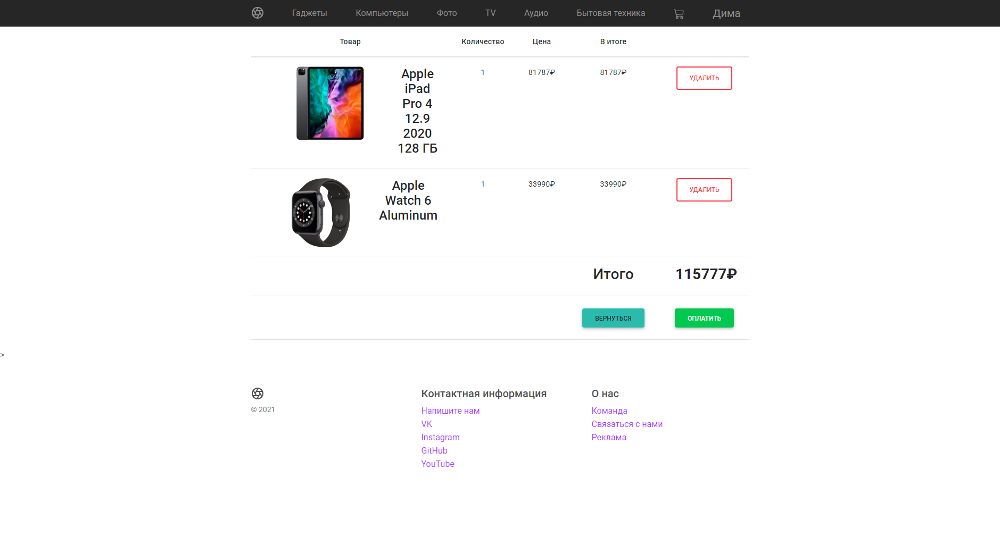 Гаджеты Компьютеры Фото TV Аудио Бытовая техника Дима
Товар Количество Цена В итоге
Apple 1 81787₽ 81787₽ УДАЛИТЬ
iPad
Pro 4
12.9
2020
128 ГБ
9:41
Apple 1 33990₽ 33990₽ УДАЛИТЬ
Watch 6
Aluminum
Итого 115777₽
ВЕРНУТЬСЯ ОПЛАТИТЬ
>
© 2021
Контактная информация
Напишите нам
VK
Instagram
GitHub
YouTube
О нас
Команда
Связаться с нами
Реклама